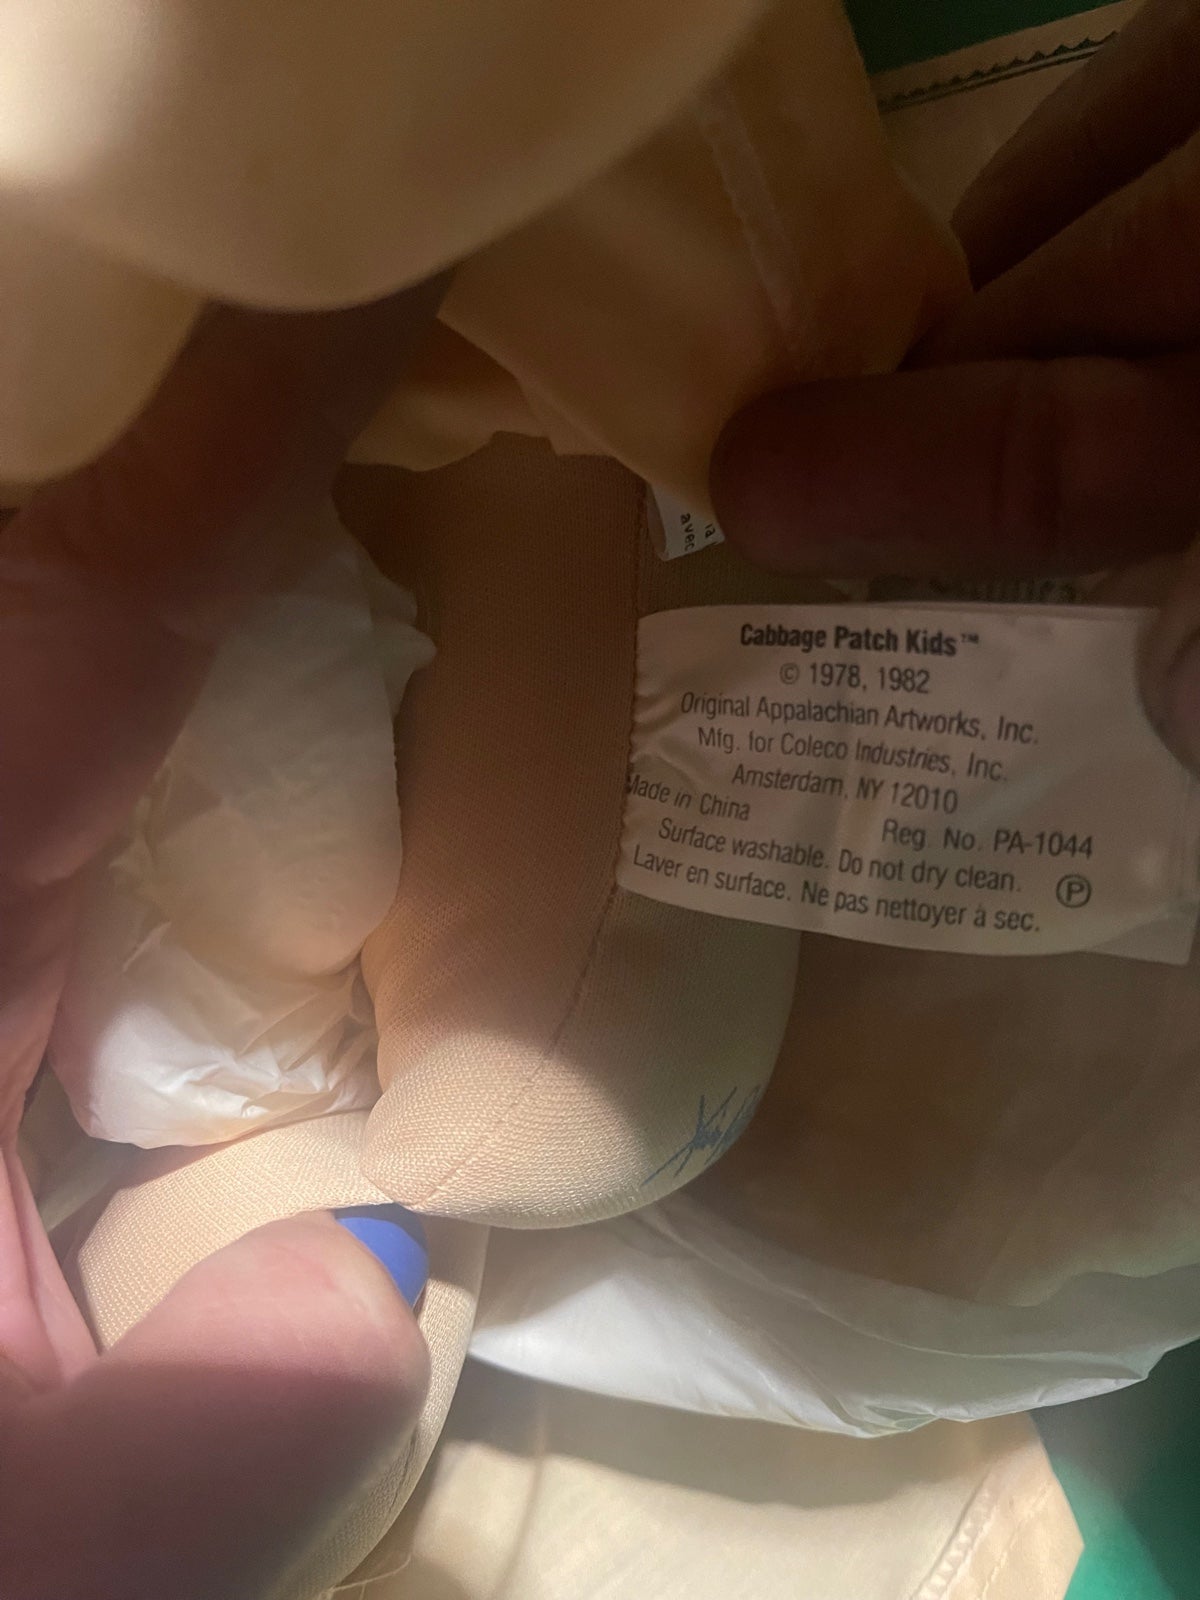 avec
la
Cabbage Patch Kids™
© 1978, 1982
Original Appalachian Artworks, Inc.
Mfg. for Coleco Industries, Inc.
Amsterdam, NY 12010
Made in China Reg. No. PA-1044
Surface washable. Do not dry clean.
Laver en surface. Ne pas nettoyer à sec. Ⓟ